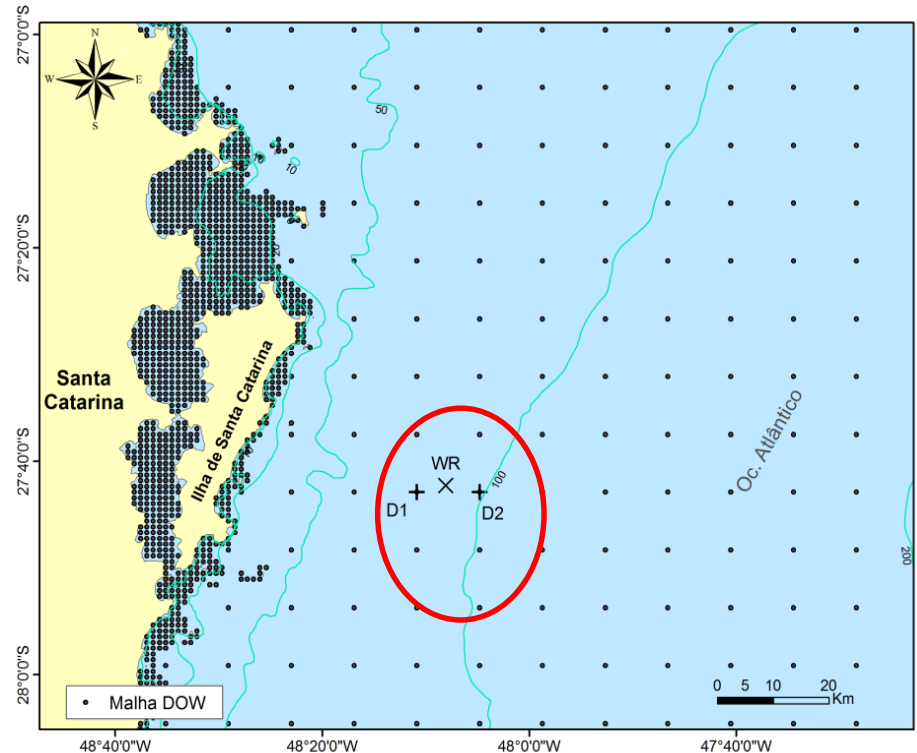 27°0'0"S
27°20'0"S
27°40'0"S
28°0'0"S
N
W
E
S
50
10
20
Santa
Catarina
Ilha de Santa Catarina
WR
D1
D2
100
Oc. Atlântico
200
Malha DOW
0 5 10 20
Km
48°40'0"W
48°20'0"W
48°0'0"W
47°40'0"W